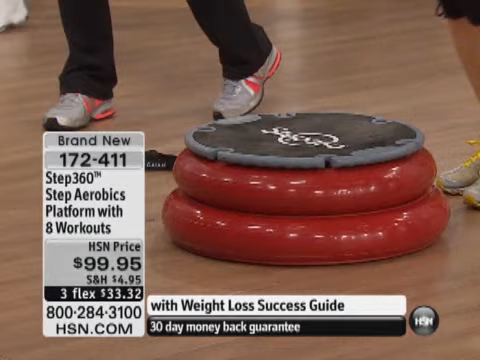 Brand New
172-411
Step360™
Step Aerobics
Platform with
8 Workouts
HSN Price
$99.95
S&H $4.95
3 flex $33.32
800•284•3100
HSN.COM
with Weight Loss Success Guide
30 day money back guarantee
HSN